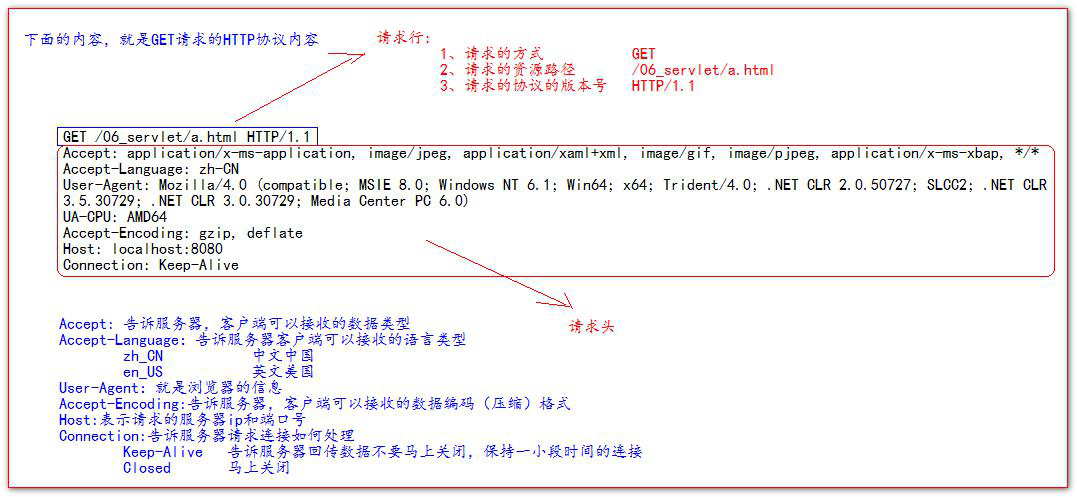 下面的内容，就是GET请求的HTTP协议内容
请求行：
1、请求的方式 GET
2、请求的资源路径 /06_servlet/a.html
3、请求的协议的版本号 HTTP/1.1
GET /06_servlet/a.html HTTP/1.1
Accept: application/x-ms-application, image/jpeg, application/xaml+xml, image/gif, image/pjpeg, application/x-ms-xbap, */*
Accept-Language: zh-CN
User-Agent: Mozilla/4.0 (compatible; MSIE 8.0; Windows NT 6.1; Win64; x64; Trident/4.0; .NET CLR 2.0.50727; SLCC2; .NET CLR
3.5.30729; .NET CLR 3.0.30729; Media Center PC 6.0)
UA-CPU: AMD64
Accept-Encoding: gzip, deflate
Host: localhost:8080
Connection: Keep-Alive
请求头
Accept: 告诉服务器，客户端可以接收的数据类型
Accept-Language: 告诉服务器客户端可以接收的语言类型
zh_CN 中文中国
en_US 英文美国
User-Agent: 就是浏览器的信息
Accept-Encoding:告诉服务器，客户端可以接收的数据编码（压缩）格式
Host:表示请求的服务器ip和端口号
Connection:告诉服务器请求连接如何处理
Keep-Alive 告诉服务器回传数据不要马上关闭，保持一小段时间的连接
Closed 马上关闭